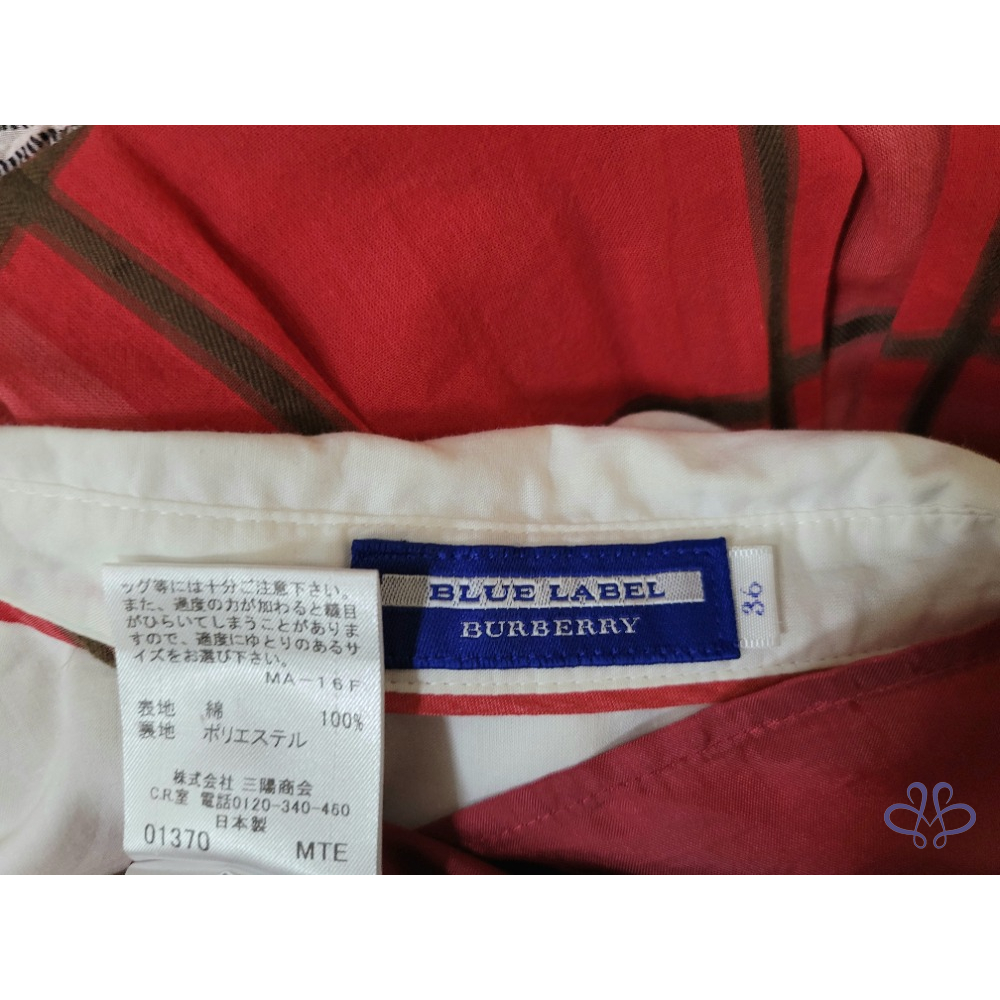 ッグ等には十分ご注意下さい。
また、過度の力が加わると縫目
がひらいてしまうことがありま
すので、適度にゆとりのあるサ
イズをお選び下さい。
MA-16F
表地 綿 100%
裏地 ポリエステル
株式会社 三陽商会
C.R.室 電話0120-340-460
日本製
01370 MTE
BLUE LABEL
BURBERRY
36